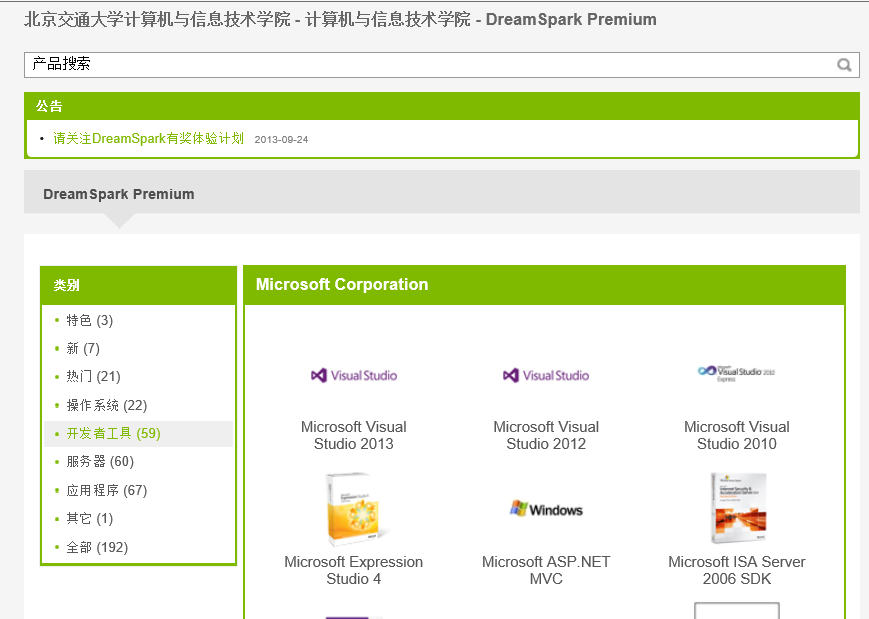 北京交通大学计算机与信息技术学院 - 计算机与信息技术学院 - DreamSpark Premium
产品搜索
公告
• 请关注DreamSpark有奖体验计划 2013-09-24
DreamSpark Premium
类别
• 特色 (3)
• 新 (7)
• 热门 (21)
• 操作系统 (22)
• 开发者工具 (59)
• 服务器 (60)
• 应用程序 (67)
• 其它 (1)
• 全部 (192)
Microsoft Corporation
Visual Studio
Visual Studio
Visual Studio 2010
Express
Microsoft Visual
Studio 2013
Microsoft Visual
Studio 2012
Microsoft Visual
Studio 2010
Windows
Microsoft Expression
Studio 4
Microsoft ASP.NET
MVC
Microsoft ISA Server
2006 SDK